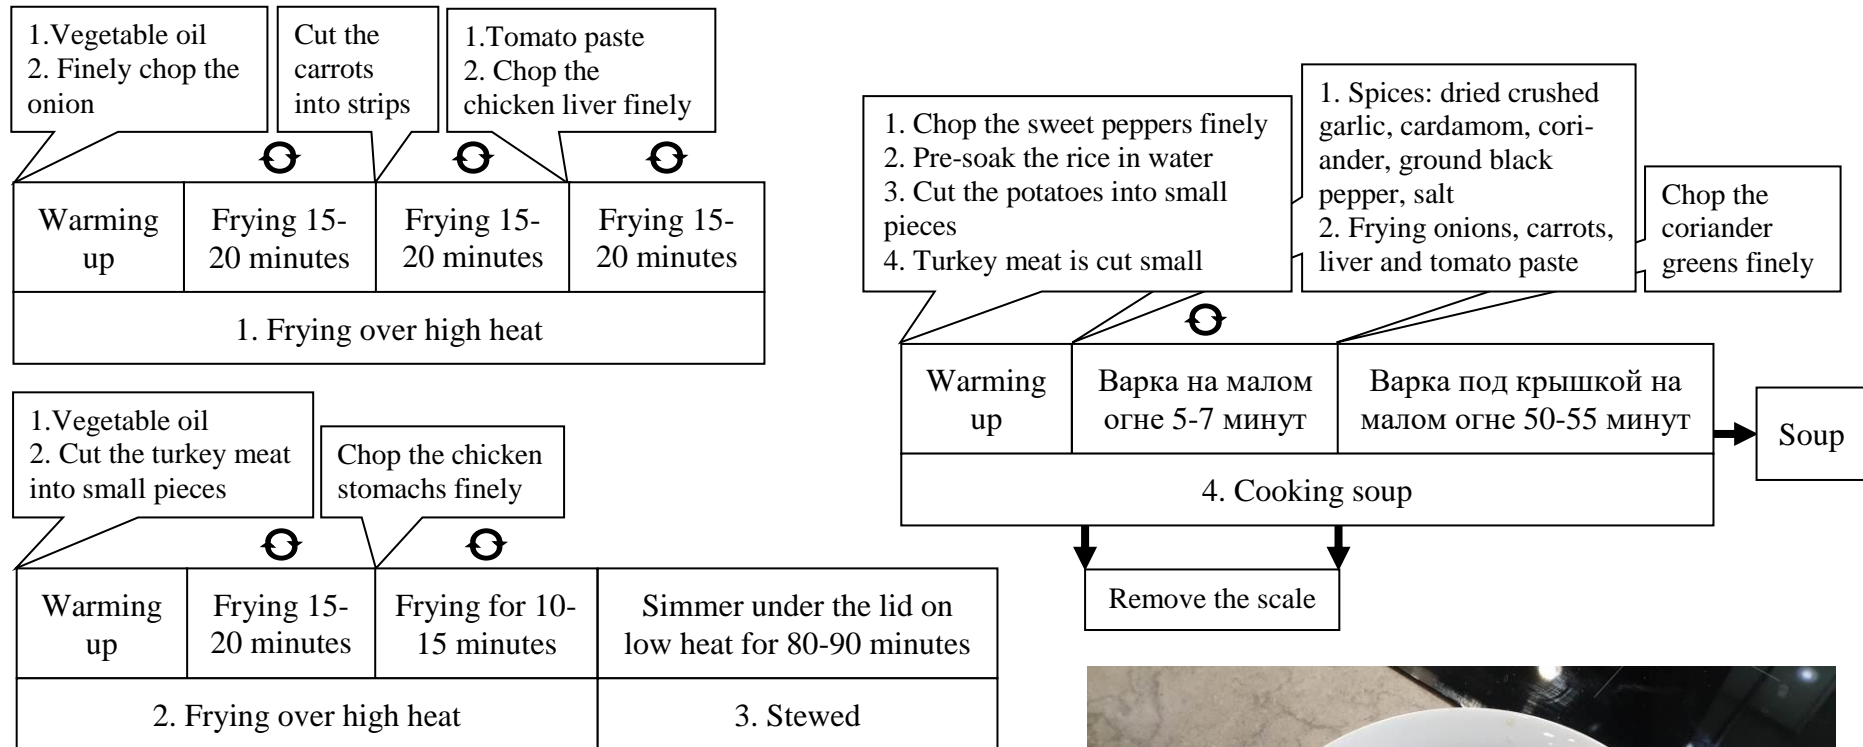 1.Vegetable oil
2. Finely chop the
onion
Cut the
carrots
into strips
1.Tomato paste
2. Chop the
chicken liver finely
Warming
up
Frying 15-
20 minutes
Frying 15-
20 minutes
Frying 15-
20 minutes
1. Frying over high heat
1.Vegetable oil
2. Cut the turkey meat
into small pieces
Chop the chicken
stomachs finely
Warming
up
Frying 15-
20 minutes
Frying for 10-
15 minutes
Simmer under the lid on
low heat for 80-90 minutes
2. Frying over high heat
3. Stewed
1. Chop the sweet peppers finely
2. Pre-soak the rice in water
3. Cut the potatoes into small
pieces
4. Turkey meat is cut small
1. Spices: dried crushed
garlic, cardamom, cori-
ander, ground black
pepper, salt
2. Frying onions, carrots,
liver and tomato paste
Chop the
coriander
greens finely
Warming
up
Варка на малом
огне 5-7 минут
Варка под крышкой на
малом огне 50-55 минут
Soup
4. Cooking soup
Remove the scale